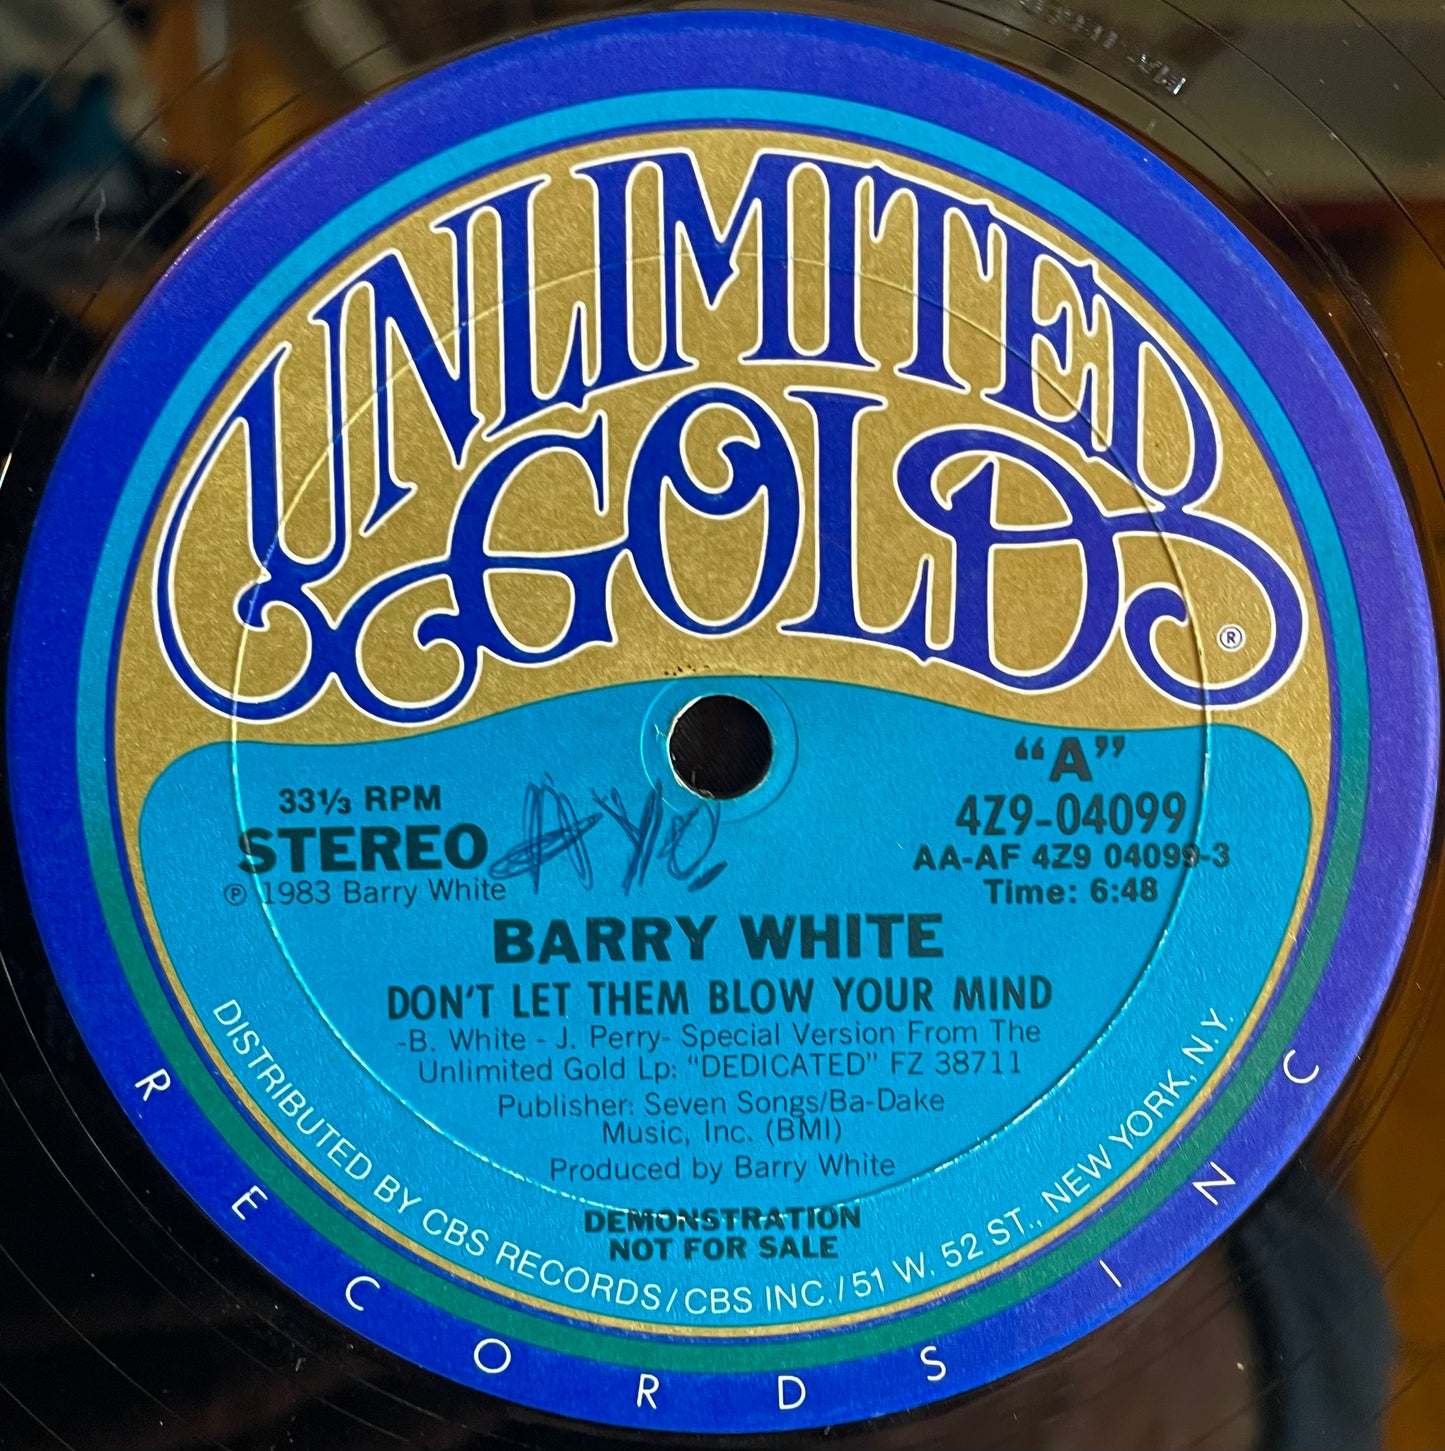 UNLIMITED
GOLD®
"A"
33⅓ RPM
4Z9-04099
STEREO
AA-AF 4Z9 04099-3
℗ 1983 Barry White
Time: 6:48
BARRY WHITE
DON'T LET THEM BLOW YOUR MIND
-B. White - J. Perry- Special Version From The
Unlimited Gold Lp: "DEDICATED" FZ 38711
Publisher: Seven Songs/Ba-Dake
Music, Inc. (BMI)
Produced by Barry White
DEMONSTRATION
NOT FOR SALE
DISTRIBUTED BY CBS RECORDS/CBS INC./51 W. 52 ST., NEW YORK, N.Y.
RECORDS INC